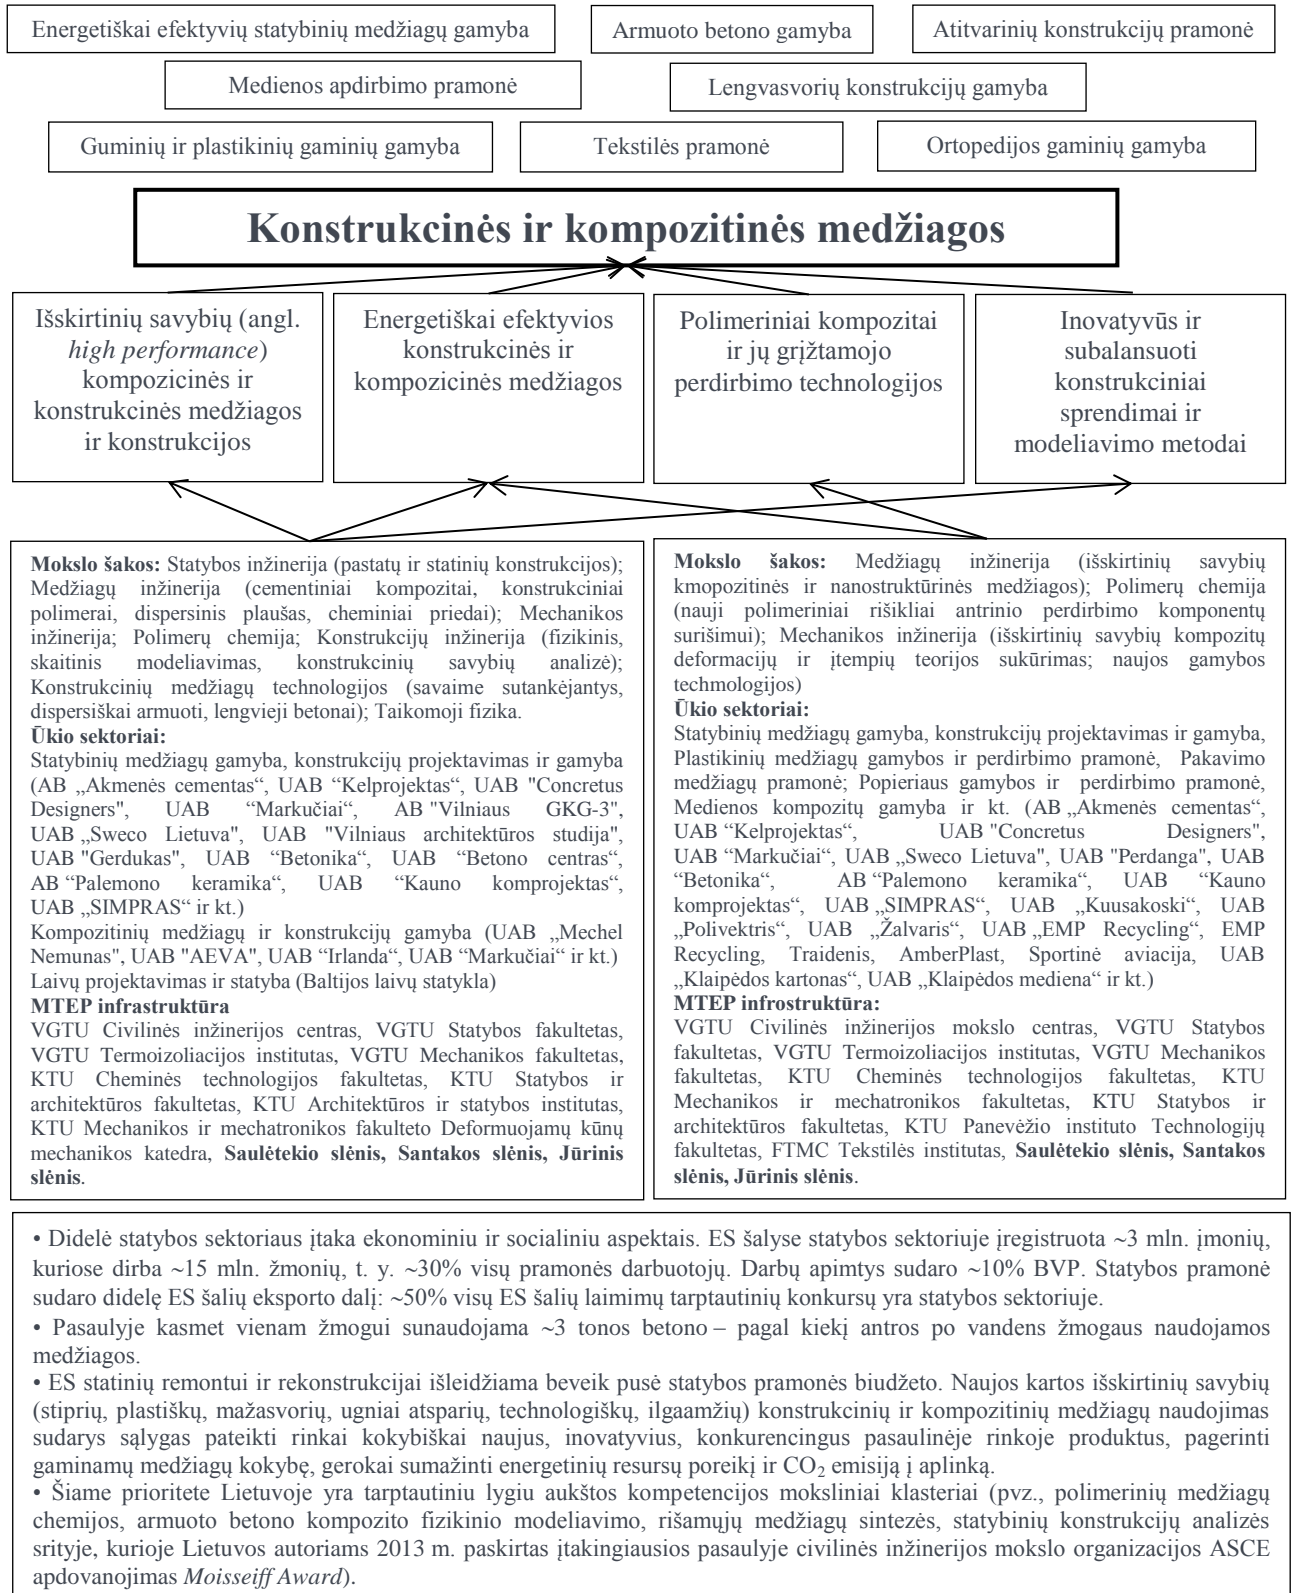 Energetiškai efektyvių statybinių medžiagų gamyba
Armuoto betono gamyba
Atitvarinių konstrukcijų pramonė
Medienos apdirbimo pramonė
Lengvasvorių konstrukcijų gamyba
Guminių ir plastikinių gaminių gamyba
Tekstilės pramonė
Ortopedijos gaminių gamyba
Konstrukcinės ir kompozitinės medžiagos
Išskirtinių savybių (angl.
high performance)
kompozicinės ir
konstrukcinės medžiagos
ir konstrukcijos
Energetiškai efektyvios
konstrukcinės ir
kompozicinės medžiagos
Polimeriniai kompozitai
ir jų grįžtamojo
perdirbimo technologijos
Inovatyvūs ir
subalansuoti
konstrukciniai
sprendimai ir
modeliavimo metodai
Mokslo šakos: Statybos inžinerija (pastatų ir statinių konstrukcijos);
Medžiagų inžinerija (cementiniai kompozitai, konstrukciniai
polimerai, dispersinis plaušas, cheminiai priedai); Mechanikos
inžinerija; Polimerų chemija; Konstrukcijų inžinerija (fizikinis,
skaitinis modeliavimas, konstrukcinių savybių analizė);
Konstrukcinių medžiagų technologijos (savaime sutankėjantys,
dispersiškai armuoti, lengvieji betonai); Taikomoji fizika.
Ūkio sektoriai:
Statybinių medžiagų gamyba, konstrukcijų projektavimas ir gamyba
(AB „Akmenės cementas“, UAB “Kelprojektas“, UAB "Concretus
Designers", UAB “Markučiai“, AB "Vilniaus GKG-3",
UAB „Sweco Lietuva", UAB "Vilniaus architektūros studija",
UAB "Gerdukas", UAB “Betonika“, UAB “Betono centras“,
AB “Palemono keramika“, UAB “Kauno komprojektas“,
UAB „SIMPRAS“ ir kt.)
Kompozitinių medžiagų ir konstrukcijų gamyba (UAB „Mechel
Nemunas", UAB "AEVA", UAB “Irlanda“, UAB “Markučiai“ ir kt.)
Laivų projektavimas ir statyba (Baltijos laivų statykla)
MTEP infrastruktūra
VGTU Civilinės inžinerijos centras, VGTU Statybos fakultetas,
VGTU Termoizoliacijos institutas, VGTU Mechanikos fakultetas,
KTU Cheminės technologijos fakultetas, KTU Statybos ir
architektūros fakultetas, KTU Architektūros ir statybos institutas,
KTU Mechanikos ir mechatronikos fakulteto Deformuojamų kūnų
mechanikos katedra, Saulėtekio slėnis, Santakos slėnis, Jūrinis
slėnis.
Mokslo šakos: Medžiagų inžinerija (išskirtinių savybių
kmopozitinės ir nanostruktūrinės medžiagos); Polimerų chemija
(nauji polimeriniai rišikliai antrinio perdirbimo komponentų
surišimui); Mechanikos inžinerija (išskirtinių savybių kompozitų
deformacijų ir įtempių teorijos sukūrimas; naujos gamybos
techmologijos)
Ūkio sektoriai:
Statybinių medžiagų gamyba, konstrukcijų projektavimas ir gamyba,
Plastikinių medžiagų gamybos ir perdirbimo pramonė, Pakavimo
medžiagų pramonė; Popieriaus gamybos ir perdirbimo pramonė,
Medienos kompozitų gamyba ir kt. (AB „Akmenės cementas“,
UAB “Kelprojektas“, UAB "Concretus Designers",
UAB “Markučiai“, UAB „Sweco Lietuva", UAB "Perdanga", UAB
“Betonika“, AB “Palemono keramika“, UAB “Kauno
komprojektas“, UAB „SIMPRAS“, UAB „Kuusakoski“, UAB
„Polivektris“, UAB „Žalvaris“, UAB „EMP Recycling“, EMP
Recycling, Traidenis, AmberPlast, Sportinė aviacija, UAB
„Klaipėdos kartonas“, UAB „Klaipėdos mediena“ ir kt.)
MTEP infrostruktūra:
VGTU Civilinės inžinerijos mokslo centras, VGTU Statybos
fakultetas, VGTU Termoizoliacijos institutas, VGTU Mechanikos
fakultetas, KTU Cheminės technologijos fakultetas, KTU
Mechanikos ir mechatronikos fakultetas, KTU Statybos ir
architektūros fakultetas, KTU Panevėžio instituto Technologijų
fakultetas, FTMC Tekstilės institutas, Saulėtekio slėnis, Santakos
slėnis, Jūrinis slėnis.
• Didelė statybos sektoriaus įtaka ekonominiu ir socialiniu aspektais. ES šalyse statybos sektoriuje įregistruota ~3 mln. įmonių,
kuriose dirba ~15 mln. žmonių, t. y. ~30% visų pramonės darbuotojų. Darbų apimtys sudaro ~10% BVP. Statybos pramonė
sudaro didelę ES šalių eksporto dalį: ~50% visų ES šalių laimimų tarptautinių konkursų yra statybos sektoriuje.
• Pasaulyje kasmet vienam žmogui sunaudojama ~3 tonos betono – pagal kiekį antros po vandens žmogaus naudojamos
medžiagos.
• ES statinių remontui ir rekonstrukcijai išleidžiama beveik pusė statybos pramonės biudžeto. Naujos kartos išskirtinių savybių
(stiprių, plastiškų, mažasvorių, ugniai atsparių, technologiškų, ilgaamžių) konstrukcinių ir kompozitinių medžiagų naudojimas
sudarys sąlygas pateikti rinkai kokybiškai naujus, inovatyvius, konkurencingus pasaulinėje rinkoje produktus, pagerinti
gaminamų medžiagų kokybę, gerokai sumažinti energetinių resursų poreikį ir CO₂ emisiją į aplinką.
• Šiame prioritete Lietuvoje yra tarptautiniu lygiu aukštos kompetencijos moksliniai klasteriai (pvz., polimerinių medžiagų
chemijos, armuoto betono kompozito fizikinio modeliavimo, rišamųjų medžiagų sintezės, statybinių konstrukcijų analizės
srityje, kurioje Lietuvos autoriams 2013 m. paskirtas įtakingiausios pasaulyje civilinės inžinerijos mokslo organizacijos ASCE
apdovanojimas Moisseiff Award).